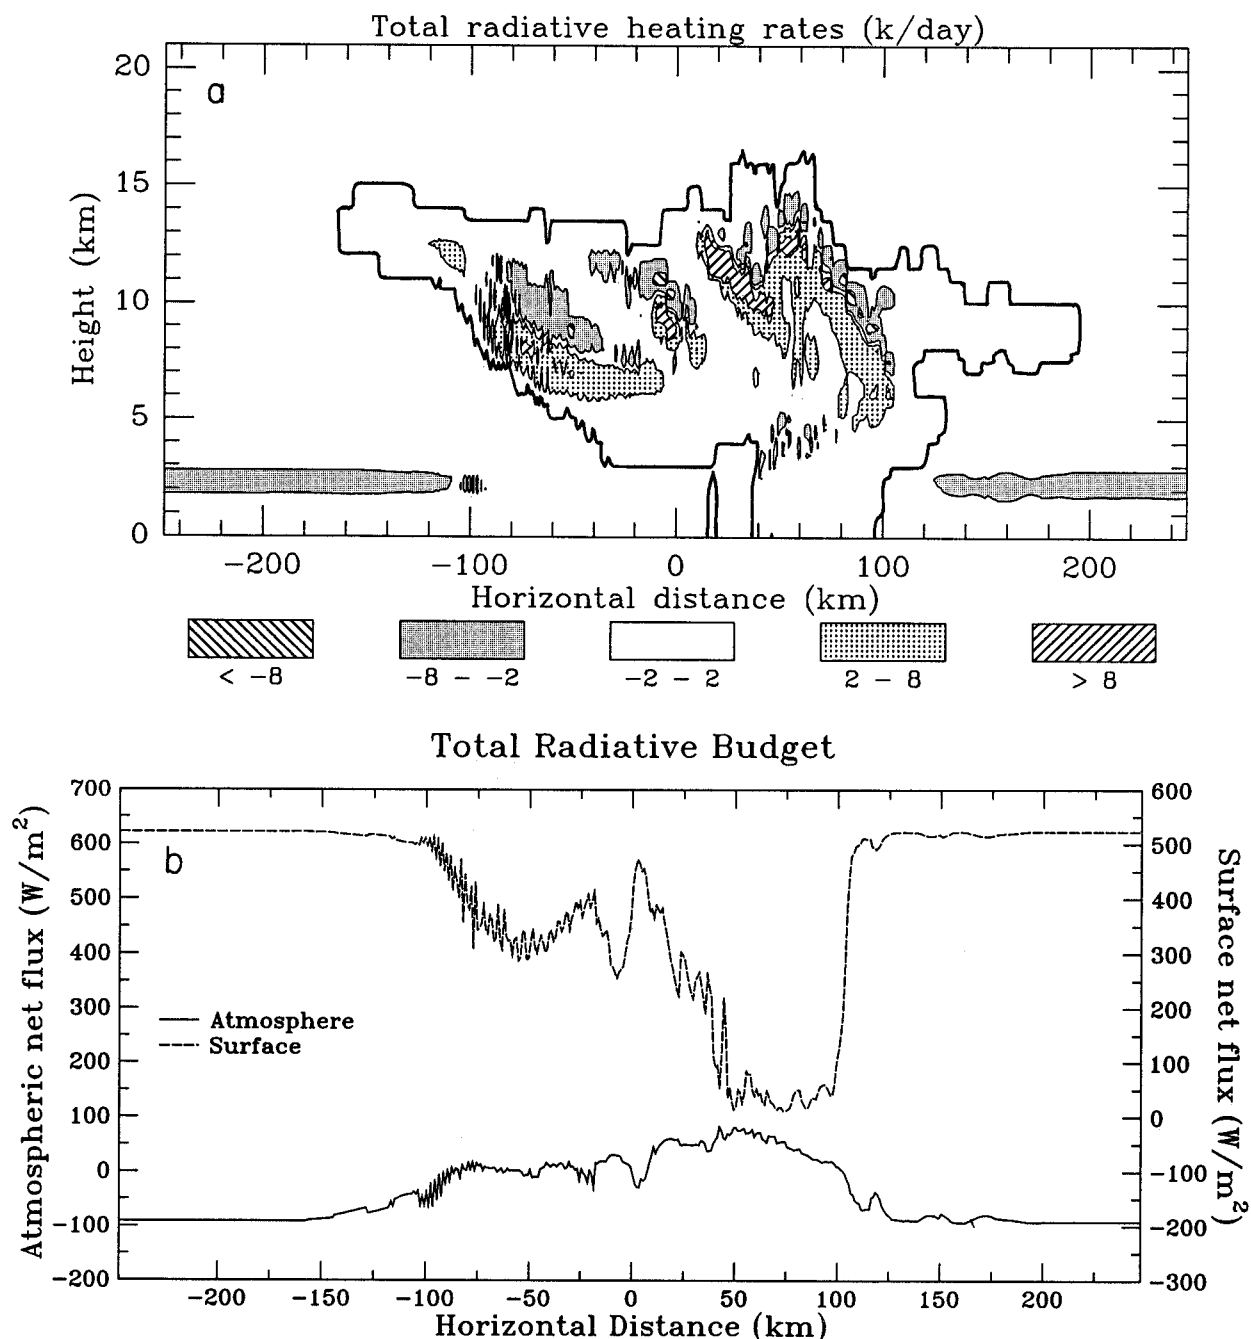 Total radiative heating rates (k/day)
a
20
15
10
5
0
Height (km)
-200 -100 0 100 200
Horizontal distance (km)
< -8 -8 - -2 -2 - 2 2 - 8 > 8
Total Radiative Budget
700 600
600 500
500 400
400 300
300 200
200 100
100 0
0 -100
-100 -200
-200 -300
b
Atmospheric net flux (W/m²)
Surface net flux (W/m²)
Atmosphere
Surface
-200 -150 -100 -50 0 50 100 150 200
Horizontal Distance (km)